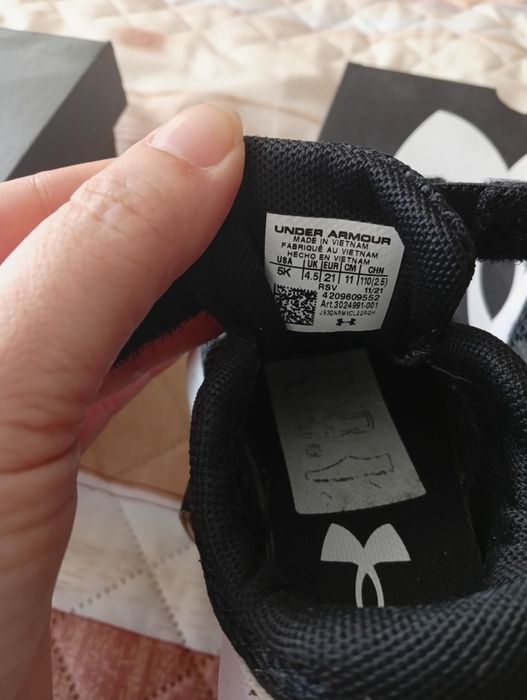 UNDER ARMOUR
MADE IN VIETNAM
FABRIQUÉ AU VIETNAM
HECHO EN VIETNAM
USA UK EUR CM CHN
5K 4.5 21 11 110(2.5)
RSV 11/21
4209609552
Art.3024991-001